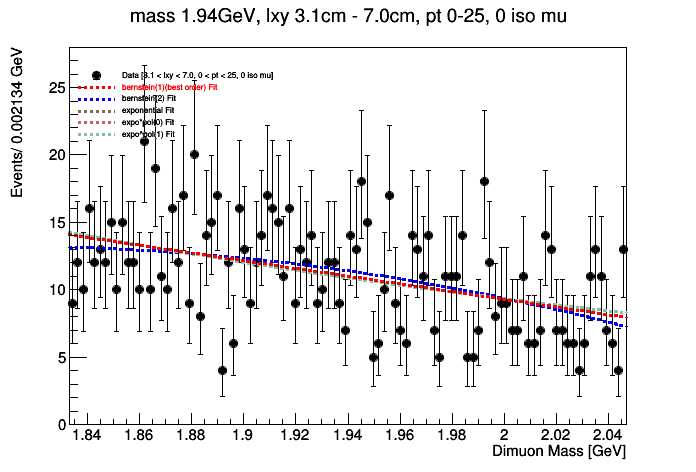 mass 1.94GeV, lxy 3.1cm - 7.0cm, pt 0-25, 0 iso mu
Events/ 0.002134 GeV
Data [3.1 < lxy < 7.0, 0 < pt < 25, 0 iso mu]
bernstein(1)(best order) Fit
bernstein(2) Fit
exponential Fit
expo*pol(0) Fit
expo*pol(1) Fit
25
20
15
10
5
0
1.84 1.86 1.88 1.9 1.92 1.94 1.96 1.98 2 2.02 2.04
Dimuon Mass [GeV]